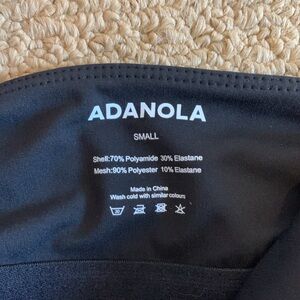 ADANOLA
SMALL
Shell:70% Polyamide 30% Elastane
Mesh:90% Polyester 10% Elastane
Made in China
Wash cold with similar colours